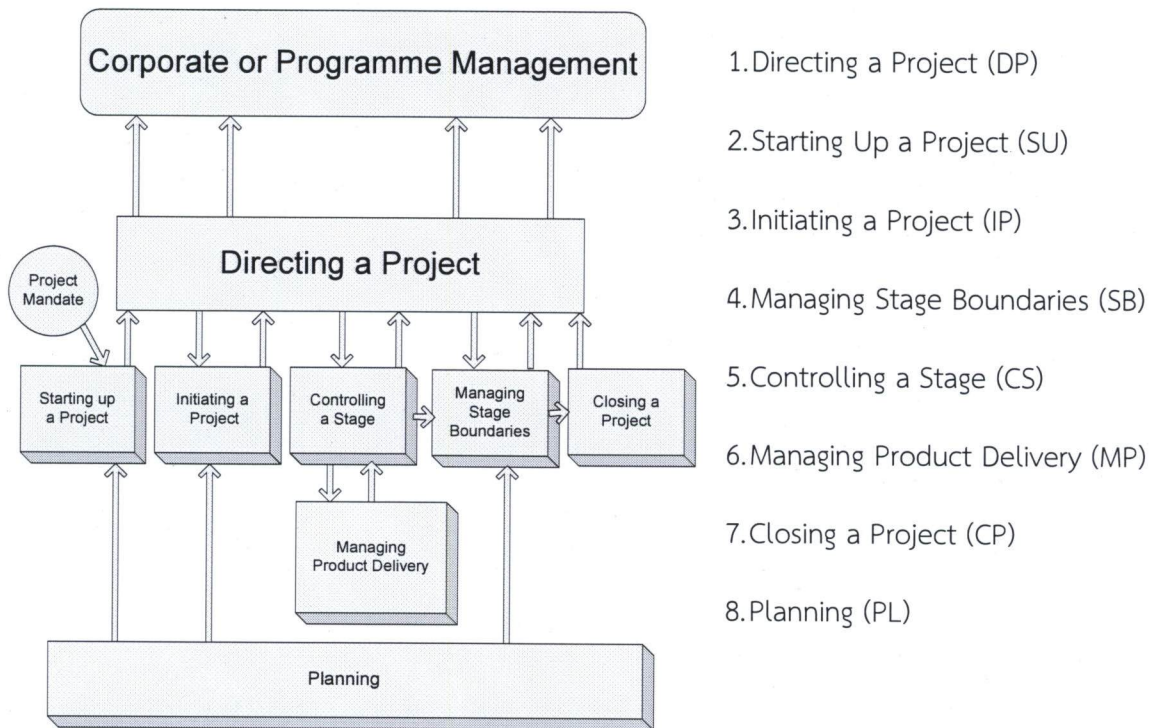 Corporate or Programme Management
Directing a Project
Project
Mandate
Starting up
a Project
Initiating a
Project
Controlling
a Stage
Managing
Stage
Boundaries
Closing a
Project
Managing
Product Delivery
Planning
1.Directing a Project (DP)
2.Starting Up a Project (SU)
3.Initiating a Project (IP)
4.Managing Stage Boundaries (SB)
5.Controlling a Stage (CS)
6.Managing Product Delivery (MP)
7.Closing a Project (CP)
8.Planning (PL)